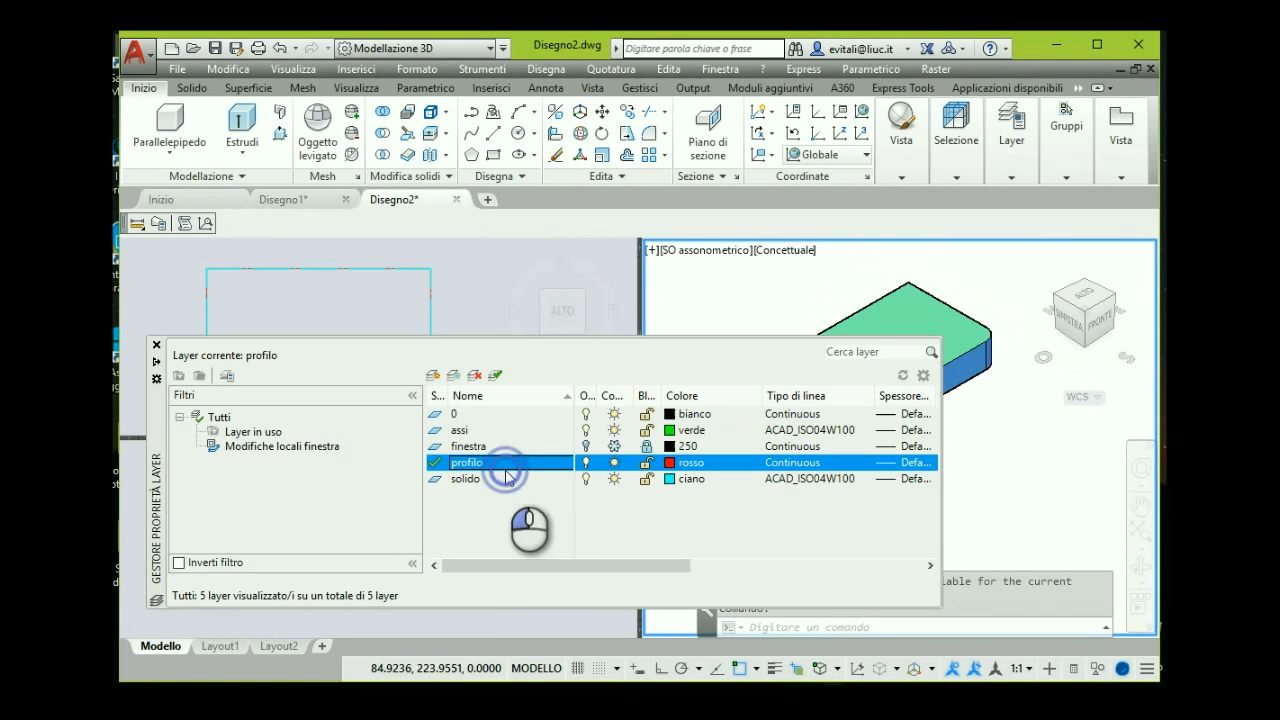 Modellazione 3D
Disegno2.dwg
Digitare parola chiave o frase
evitali@liuc.it
File Modifica Visualizza Inserisci Formato Strumenti Disegna Quotatura Edita Finestra ? Express Parametrico Raster
Inizio Solido Superficie Mesh Visualizza Parametrico Inserisci Annota Vista Gestisci Output Moduli aggiuntivi A360 Express Tools Applicazioni disponibili
Parallelepipedo
Estrudi
Oggetto
levigato
Piano di
sezione
Globale
Vista
Selezione
Layer
Gruppi
Vista
Modellazione
Mesh
Modifica solidi
Disegna
Edita
Sezione
Coordinate
Inizio
Disegno1*
Disegno2*
[+][SO assonometrico][Concettuale]
ALTO
ALTO
SINISTRA
FRONTE
WCS
Layer corrente: profilo
Cerca layer
Filtri
S... Nome O... Co... Bl... Colore Tipo di linea Spessore...
Tutti
Layer in uso
Modifiche locali finestra
0 bianco Continuous Defa...
assi verde ACAD_ISO04W100 Defa...
finestra 250 Continuous Defa...
profilo rosso Continuous Defa...
solido ciano ACAD_ISO04W100 Defa...
GESTORE PROPRIETÀ LAYER
Inverti filtro
Tutti: 5 layer visualizzato/i su un totale di 5 layer
lable for the current
Comando:
Digitare un comando
Modello Layout1 Layout2
84.9236, 223.9551, 0.0000 MODELLO
1:1